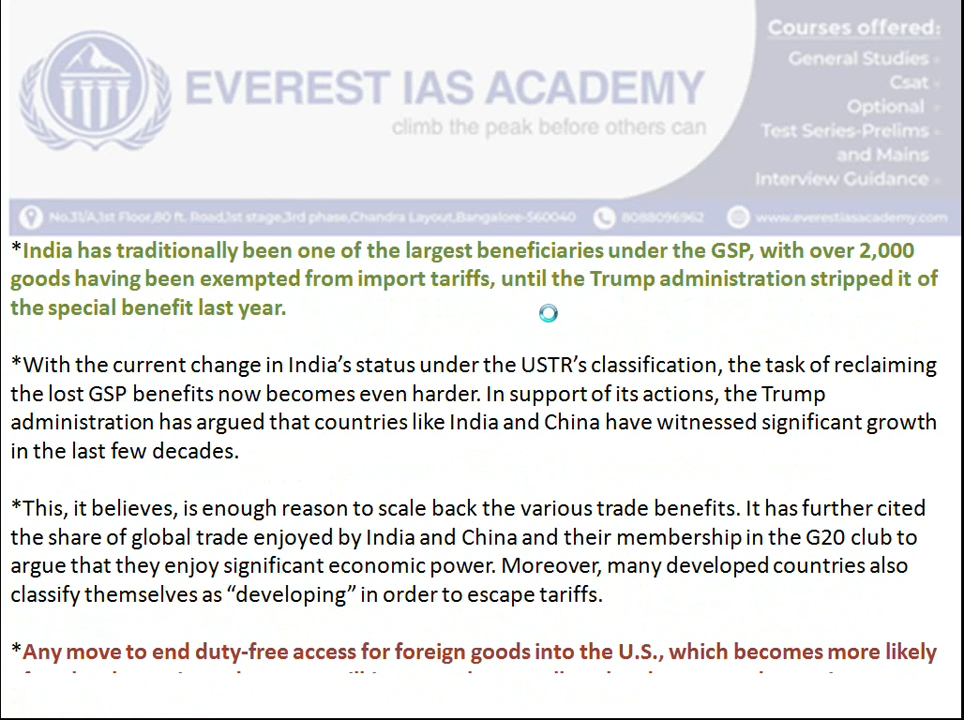 Courses offered:
General Studies
Csat
Optional
Test Series-Prelims
and Mains
Interview Guidance
EVEREST IAS ACADEMY
climb the peak before others can
No.31/A,1st Floor,80 ft. Road,1st stage,3rd phase,Chandra Layout,Bangalore-560040 8088096962 www.everestiasacademy.com
*India has traditionally been one of the largest beneficiaries under the GSP, with over 2,000
goods having been exempted from import tariffs, until the Trump administration stripped it of
the special benefit last year.
*With the current change in India’s status under the USTR’s classification, the task of reclaiming
the lost GSP benefits now becomes even harder. In support of its actions, the Trump
administration has argued that countries like India and China have witnessed significant growth
in the last few decades.
*This, it believes, is enough reason to scale back the various trade benefits. It has further cited
the share of global trade enjoyed by India and China and their membership in the G20 club to
argue that they enjoy significant economic power. Moreover, many developed countries also
classify themselves as “developing” in order to escape tariffs.
*Any move to end duty-free access for foreign goods into the U.S., which becomes more likely